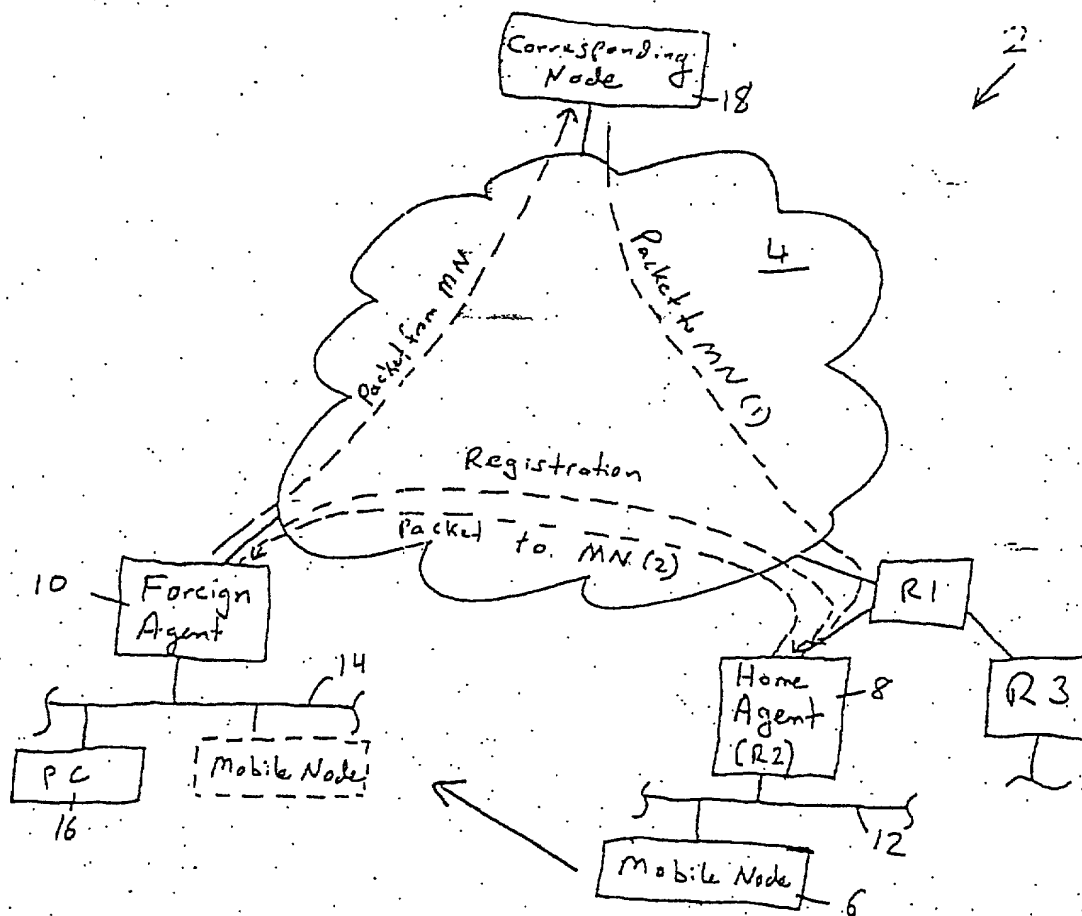 Corresponding
Node
18
2
4
Packet from MN.
Packet to MN (1)
Registration
Packet to MN (2)
10
Foreign
Agent
R1
14
Home
Agent
(R2)
8
R3
PC
16
Mobile Node
12
Mobile Node
6